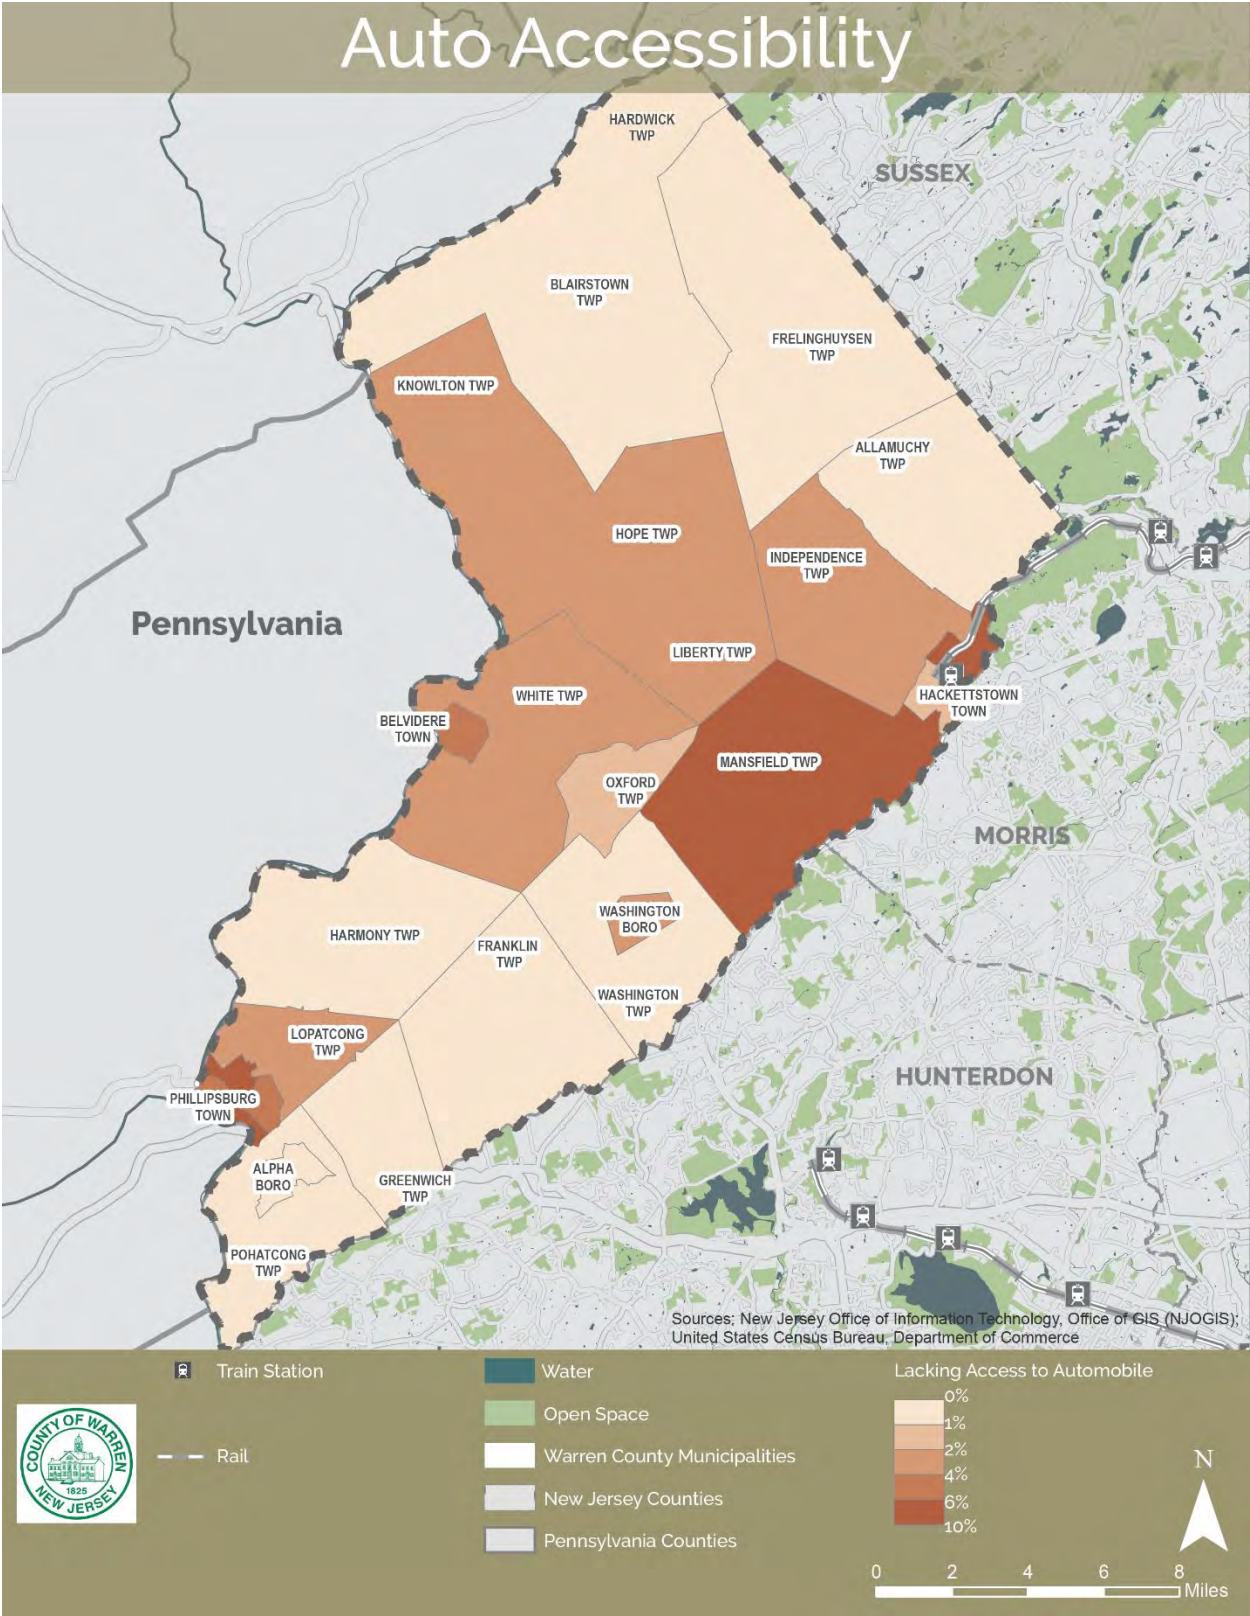 Auto Accessibility
HARDWICK
TWP
SUSSEX
BLAIRSTOWN
TWP
FRELINGHUYSEN
TWP
KNOWLTON TWP
ALLAMUCHY
TWP
HOPE TWP
INDEPENDENCE
TWP
Pennsylvania
LIBERTY TWP
WHITE TWP
HACKETTSTOWN
TOWN
BELVIDERE
TOWN
MANSFIELD TWP
OXFORD
TWP
MORRIS
WASHINGTON
BORO
HARMONY TWP
FRANKLIN
TWP
WASHINGTON
TWP
LOPATCONG
TWP
HUNTERDON
PHILLIPSBURG
TOWN
ALPHA
BORO
GREENWICH
TWP
POHATCONG
TWP
Sources: New Jersey Office of Information Technology, Office of GIS (NJOGIS);
United States Census Bureau, Department of Commerce
Train Station
Rail
COUNTY OF WARREN
1825
NEW JERSEY
Water
Open Space
Warren County Municipalities
New Jersey Counties
Pennsylvania Counties
Lacking Access to Automobile
0%
1%
2%
4%
6%
10%
N
0 2 4 6 8
Miles